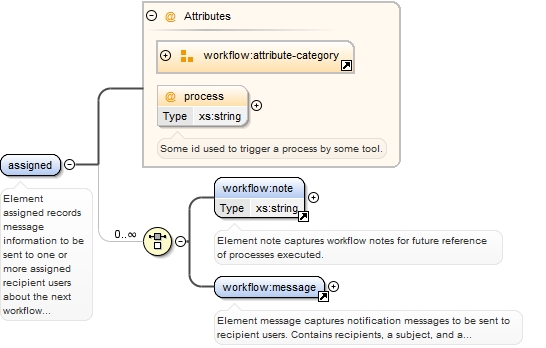 @ Attributes
workflow:attribute-category
@ process
Type xs:string
Some id used to trigger a process by some tool.
assigned
Element
assigned records
message
information to be
sent to one or
more assigned
recipient users
about the next
workflow...
0..∞
workflow:note
Type xs:string
Element note captures workflow notes for future reference
of processes executed.
workflow:message
Element message captures notification messages to be sent to
recipient users. Contains recipients, a subject, and a...